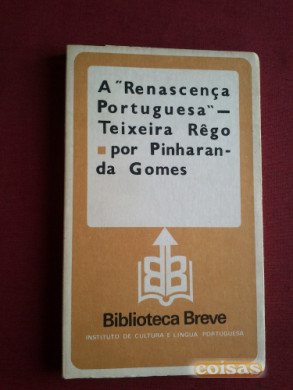 A "Renascença
Portuguesa" —
Teixeira Rêgo
por Pinharan-
da Gomes
Biblioteca Breve
INSTITUTO DE CULTURA E LÍNGUA PORTUGUESA
coisas